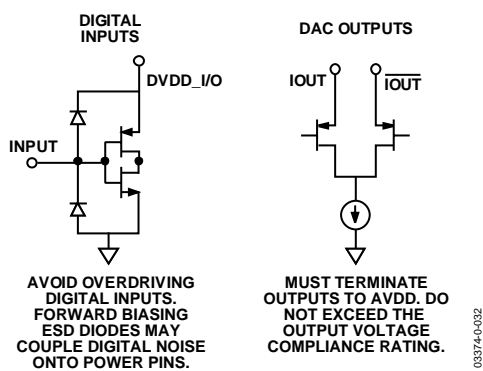 DIGITAL
INPUTS
DVDD_I/O
INPUT
AVOID OVERDRIVING
DIGITAL INPUTS.
FORWARD BIASING
ESD DIODES MAY
COUPLE DIGITAL NOISE
ONTO POWER PINS.
DAC OUTPUTS
IOUT
IOUT
MUST TERMINATE
OUTPUTS TO AVDD. DO
NOT EXCEED THE
OUTPUT VOLTAGE
COMPLIANCE RATING.
03374-0-032